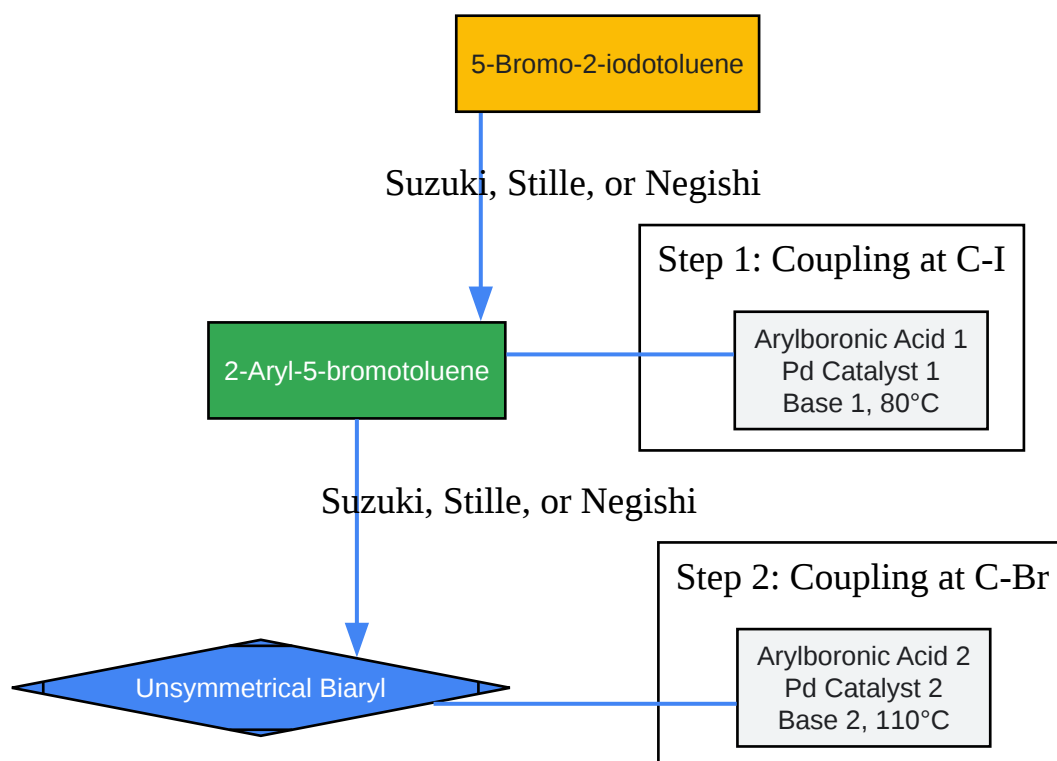 5-Bromo-2-iodotoluene
Suzuki, Stille, or Negishi
Step 1: Coupling at C-I
Arylboronic Acid 1
Pd Catalyst 1
Base 1, 80°C
2-Aryl-5-bromotoluene
Suzuki, Stille, or Negishi
Step 2: Coupling at C-Br
Arylboronic Acid 2
Pd Catalyst 2
Base 2, 110°C
Unsymmetrical Biaryl